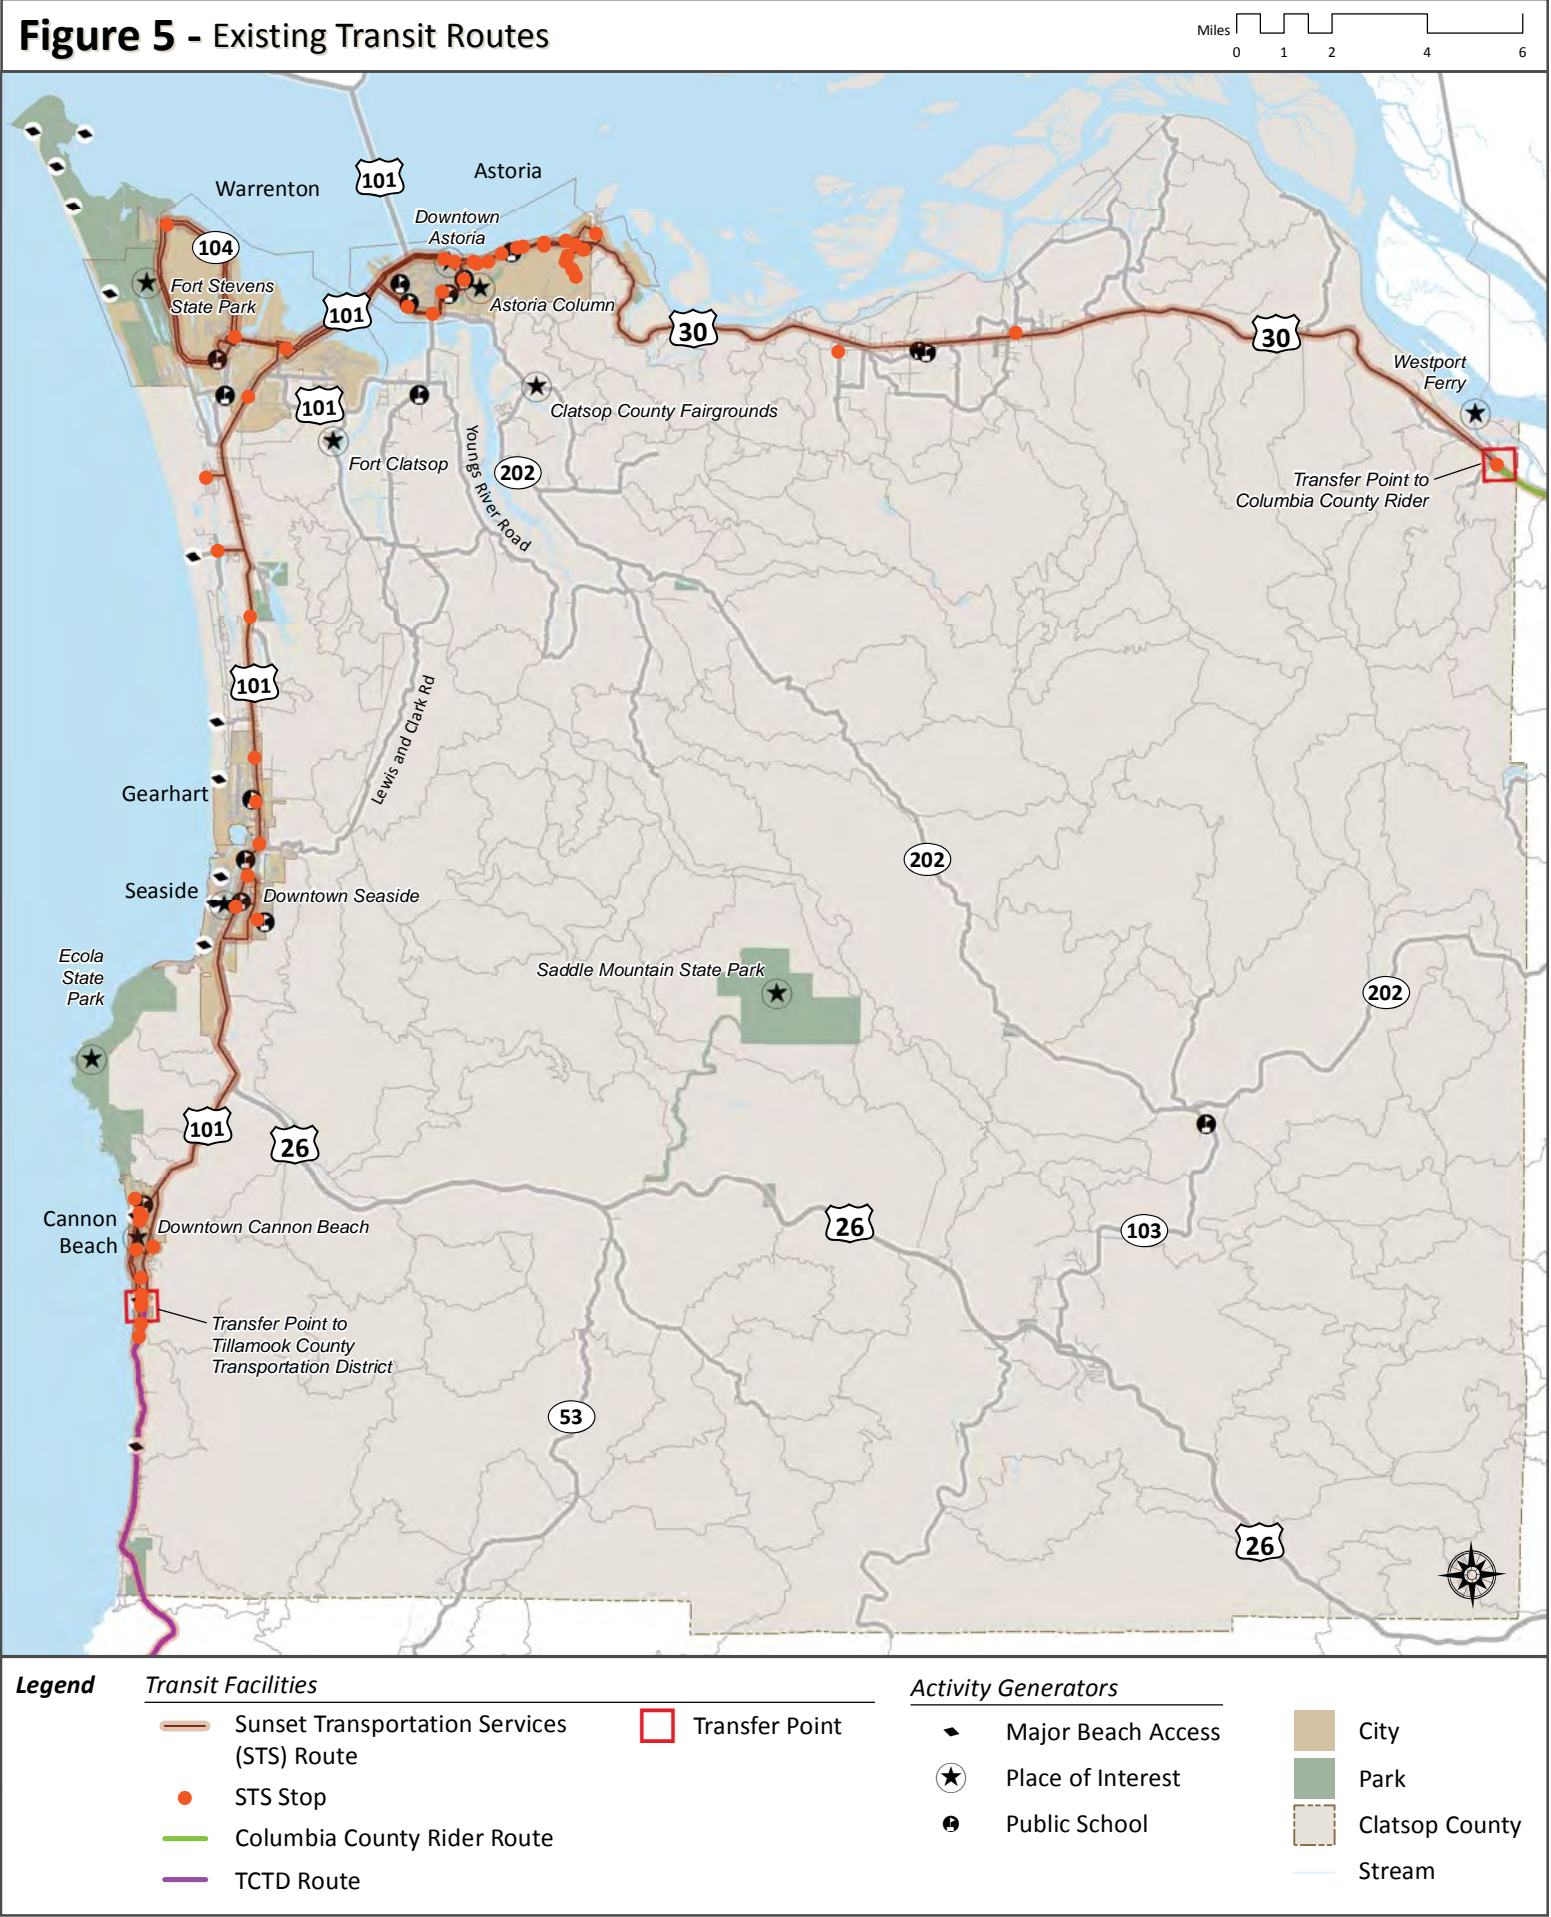 Figure 5 - Existing Transit Routes
Miles
0 1 2 4 6
Warrenton
101
Astoria
Downtown
Astoria
104
Fort Stevens
State Park
101
Astoria Column
30
30
Westport
Ferry
101
Clatsop County Fairgrounds
Fort Clatsop
Youngs River Road
202
Transfer Point to
Columbia County Rider
101
Lewis and Clark Rd
Gearhart
202
Seaside
Downtown Seaside
Ecola
State
Park
Saddle Mountain State Park
202
101
26
Cannon
Beach
Downtown Cannon Beach
26
103
Transfer Point to
Tillamook County
Transportation District
53
26
Legend
Transit Facilities
Sunset Transportation Services
(STS) Route
STS Stop
Columbia County Rider Route
TCTD Route
Transfer Point
Activity Generators
Major Beach Access
Place of Interest
Public School
City
Park
Clatsop County
Stream